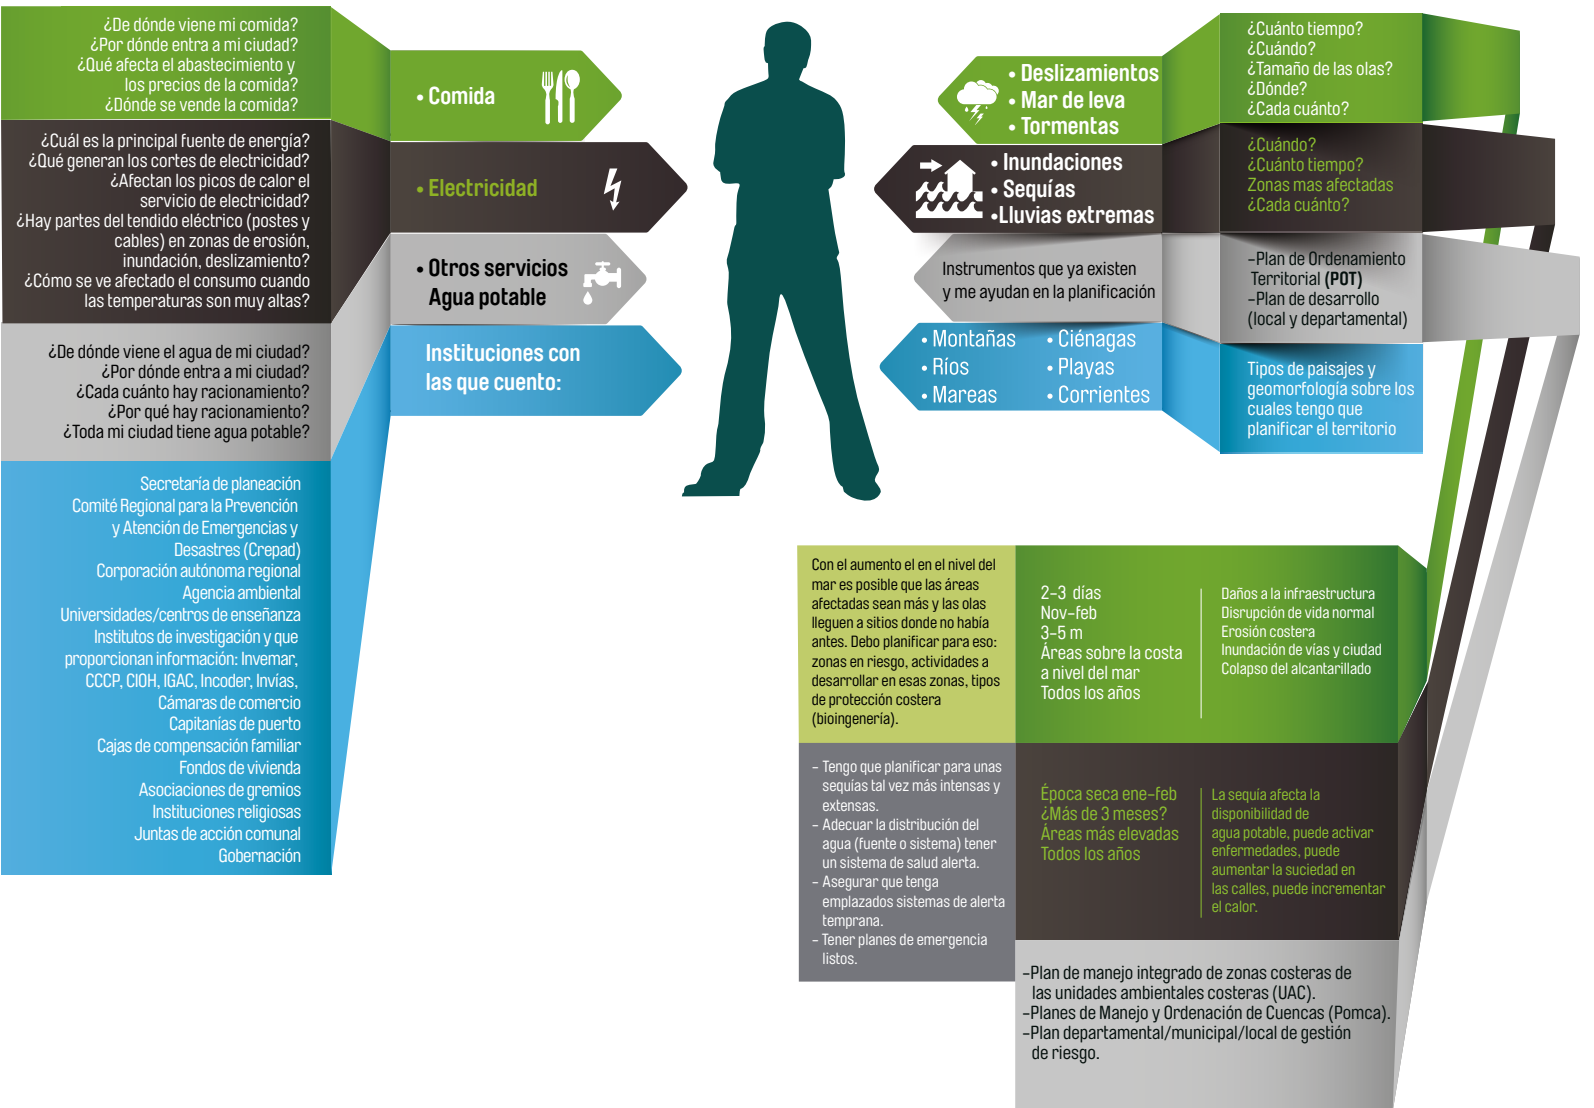 ¿De dónde viene mi comida?
¿Por dónde entra a mi ciudad?
¿Qué afecta el abastecimiento y
los precios de la comida?
¿Dónde se vende la comida?
• Comida
¿Cuál es la principal fuente de energía?
¿Qué generan los cortes de electricidad?
¿Afectan los picos de calor el
servicio de electricidad?
¿Hay partes del tendido eléctrico (postes y
cables) en zonas de erosión,
inundación, deslizamiento?
¿Cómo se ve afectado el consumo cuando
las temperaturas son muy altas?
• Electricidad
¿De dónde viene el agua de mi ciudad?
¿Por dónde entra a mi ciudad?
¿Cada cuánto hay racionamiento?
¿Por qué hay racionamiento?
¿Toda mi ciudad tiene agua potable?
• Otros servicios
Agua potable
Secretaría de planeación
Comité Regional para la Prevención
y Atención de Emergencias y
Desastres (Crepad)
Corporación autónoma regional
Agencia ambiental
Universidades/centros de enseñanza
Institutos de investigación y que
proporcionan información: Invemar,
CCCP, CIOH, IGAC, Incoder, Invías,
Cámaras de comercio
Capitanías de puerto
Cajas de compensación familiar
Fondos de vivienda
Asociaciones de gremios
Instituciones religiosas
Juntas de acción comunal
Gobernación
Instituciones con
las que cuento:
• Deslizamientos
• Mar de leva
• Tormentas
¿Cuánto tiempo?
¿Cuándo?
¿Tamaño de las olas?
¿Dónde?
¿Cada cuánto?
• Inundaciones
• Sequías
•Lluvias extremas
¿Cuándo?
¿Cuánto tiempo?
Zonas mas afectadas
¿Cada cuánto?
Instrumentos que ya existen
y me ayudan en la planificación
-Plan de Ordenamiento
Territorial (POT)
-Plan de desarrollo
(local y departamental)
• Montañas
• Ríos
• Mareas
• Ciénagas
• Playas
• Corrientes
Tipos de paisajes y
geomorfología sobre los
cuales tengo que
planificar el territorio
Con el aumento el en el nivel del
mar es posible que las áreas
afectadas sean más y las olas
lleguen a sitios donde no había
antes. Debo planificar para eso:
zonas en riesgo, actividades a
desarrollar en esas zonas, tipos
de protección costera
(bioingenería).
2-3 días
Nov-feb
3-5 m
Áreas sobre la costa
a nivel del mar
Todos los años
Daños a la infraestructura
Disrupción de vida normal
Erosión costera
Inundación de vías y ciudad
Colapso del alcantarillado
- Tengo que planificar para unas
sequías tal vez más intensas y
extensas.
- Adecuar la distribución del
agua (fuente o sistema) tener
un sistema de salud alerta.
- Asegurar que tenga
emplazados sistemas de alerta
temprana.
- Tener planes de emergencia
listos.
Época seca ene-feb
¿Más de 3 meses?
Áreas más elevadas
Todos los años
La sequía afecta la
disponibilidad de
agua potable, puede activar
enfermedades, puede
aumentar la suciedad en
las calles, puede incrementar
el calor.
-Plan de manejo integrado de zonas costeras de
las unidades ambientales costeras (UAC).
-Planes de Manejo y Ordenación de Cuencas (Pomca).
-Plan departamental/municipal/local de gestión
de riesgo.